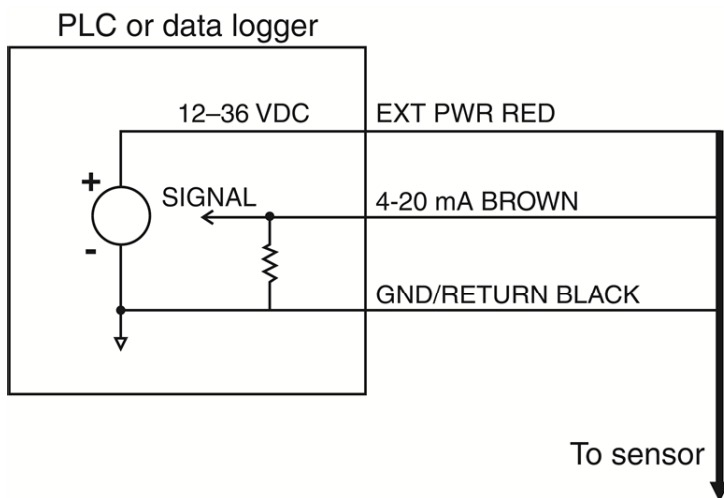 PLC or data logger
12–36 VDC EXT PWR RED
+
SIGNAL 4-20 mA BROWN
-
GND/RETURN BLACK
To sensor